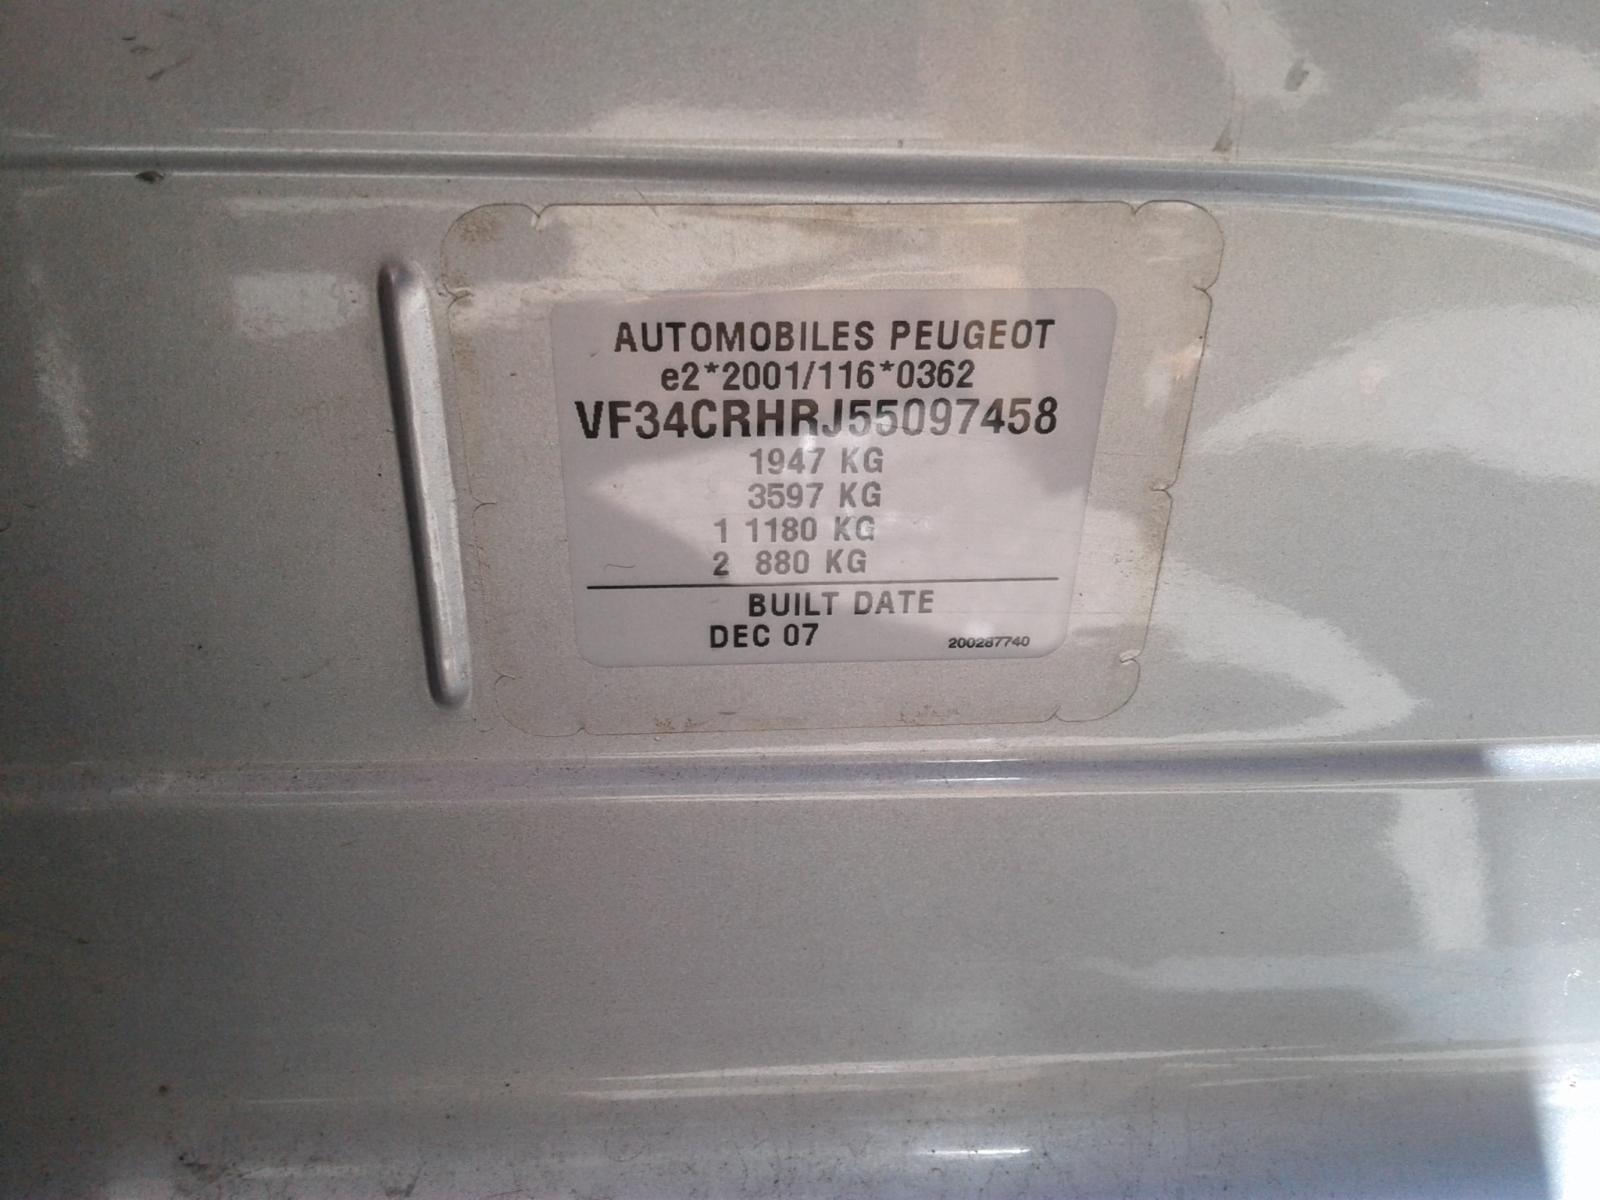 AUTOMOBILES PEUGEOT
e2*2001/116*0362
VF34CRHRJ55097458
1947 KG
3597 KG
1 1180 KG
2 880 KG
BUILT DATE
DEC 07
200287740